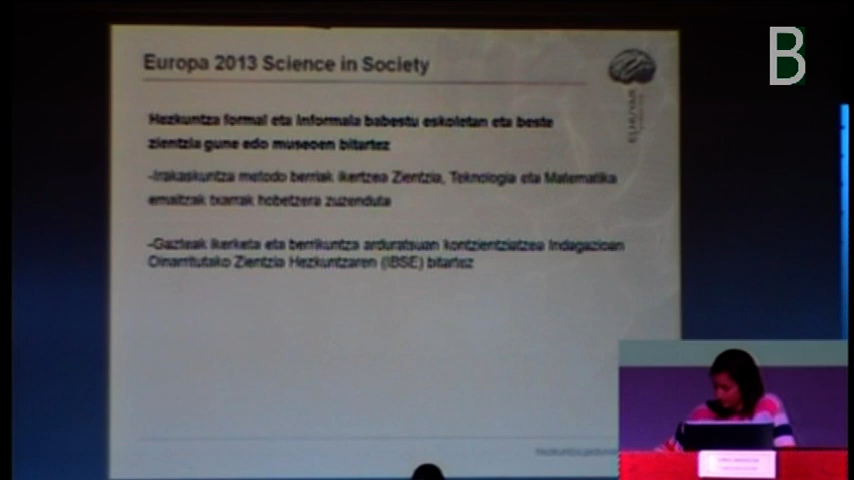 B
Europa 2013 Science in Society
ELHUYAR
Hezkuntza formal eta Informala babestu eskoletan eta beste
zientzia gune edo museoen bitartez
-Irakaskuntza metodo berriak ikertzea Zientzia, Teknologia eta Matematika
emaitzak txarrak hobetzera zuzenduta
-Gazteak ikerketa eta berrikuntza arduratsuan kontzientziatzea Indagazioan
Oinarritutako Zientzia Hezkuntzaren (IBSE) bitartez